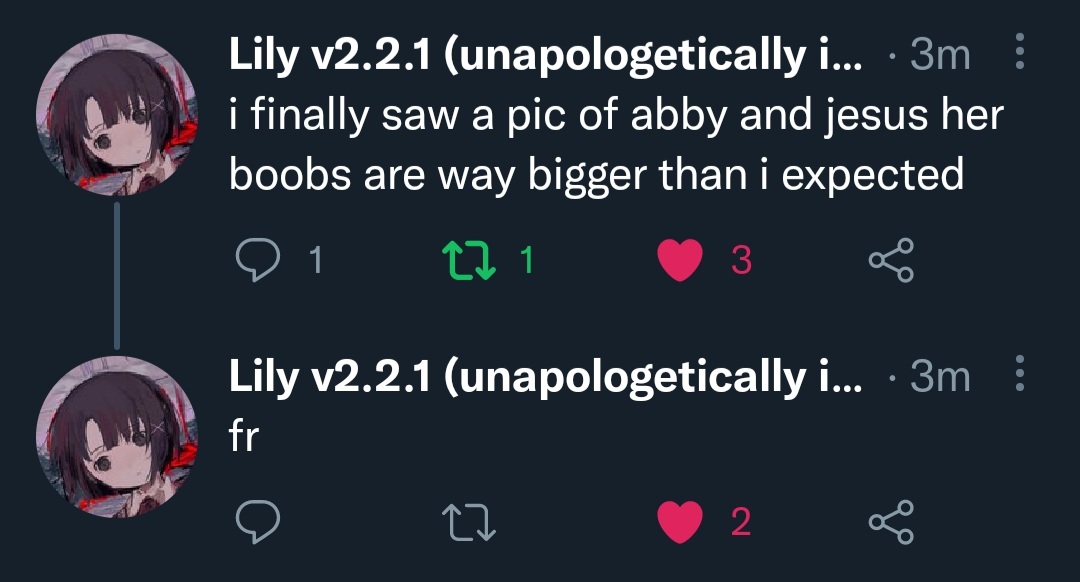 Lily v2.2.1 (unapologetically i... · 3m
i finally saw a pic of abby and jesus her
boobs are way bigger than i expected
1 1 3
Lily v2.2.1 (unapologetically i... · 3m
fr
2